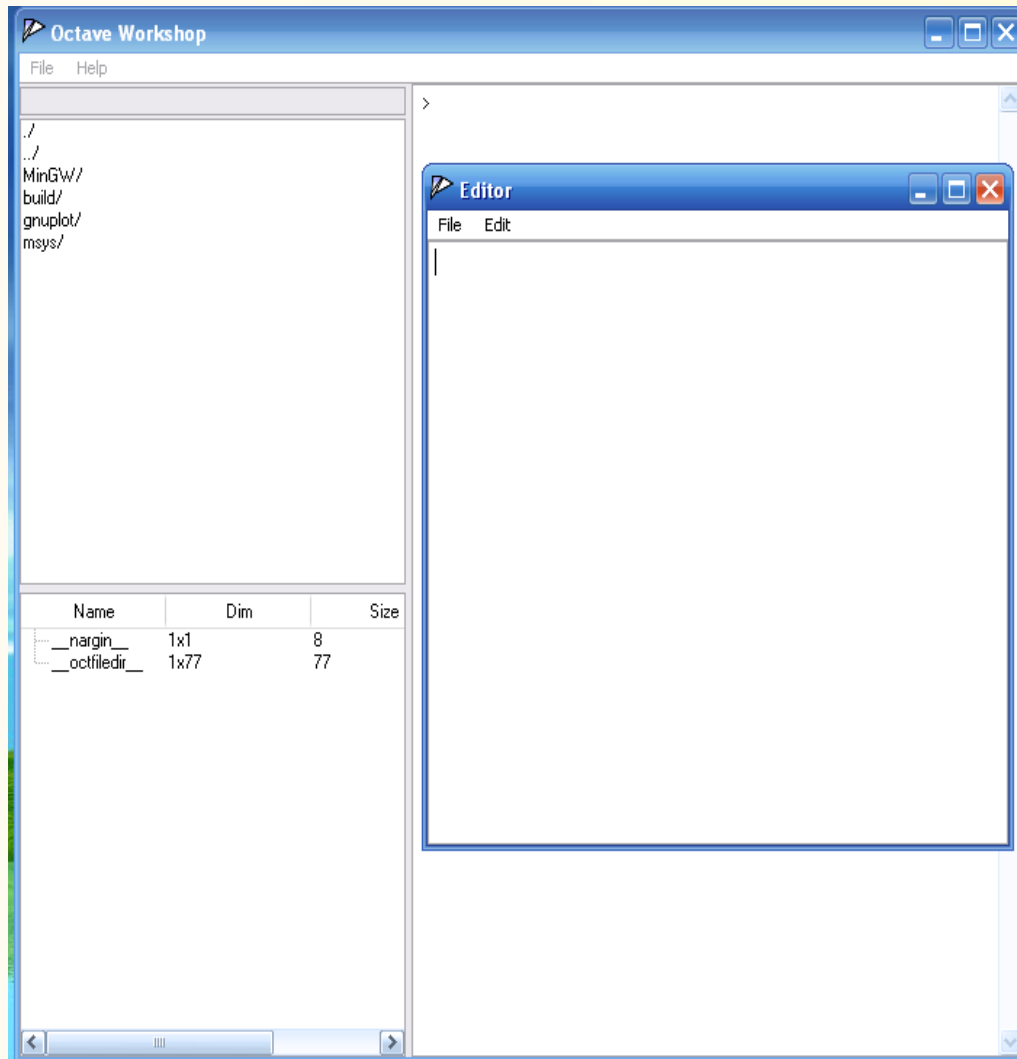 Octave Workshop
File Help
./
../
MinGW/
build/
gnuplot/
msys/
>
Editor
File Edit
Name Dim Size
__nargin__ 1x1 8
__octfiledir__ 1x77 77